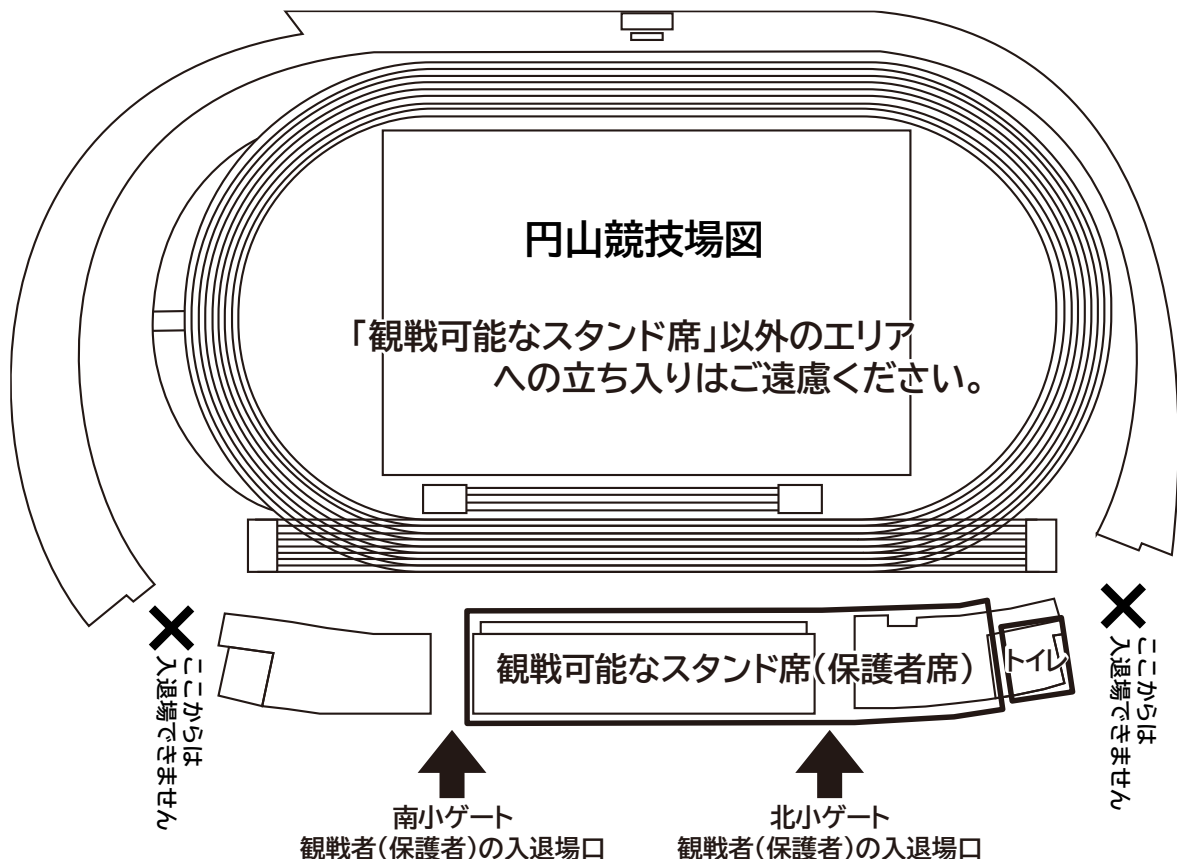 円山競技場図
「観戦可能なスタンド席」以外のエリア
への立ち入りはご遠慮ください。
観戦可能なスタンド席(保護者席)
トイレ
ここからは
入退場できません
ここからは
入退場できません
南小ゲート
観戦者(保護者)の入退場口
北小ゲート
観戦者(保護者)の入退場口